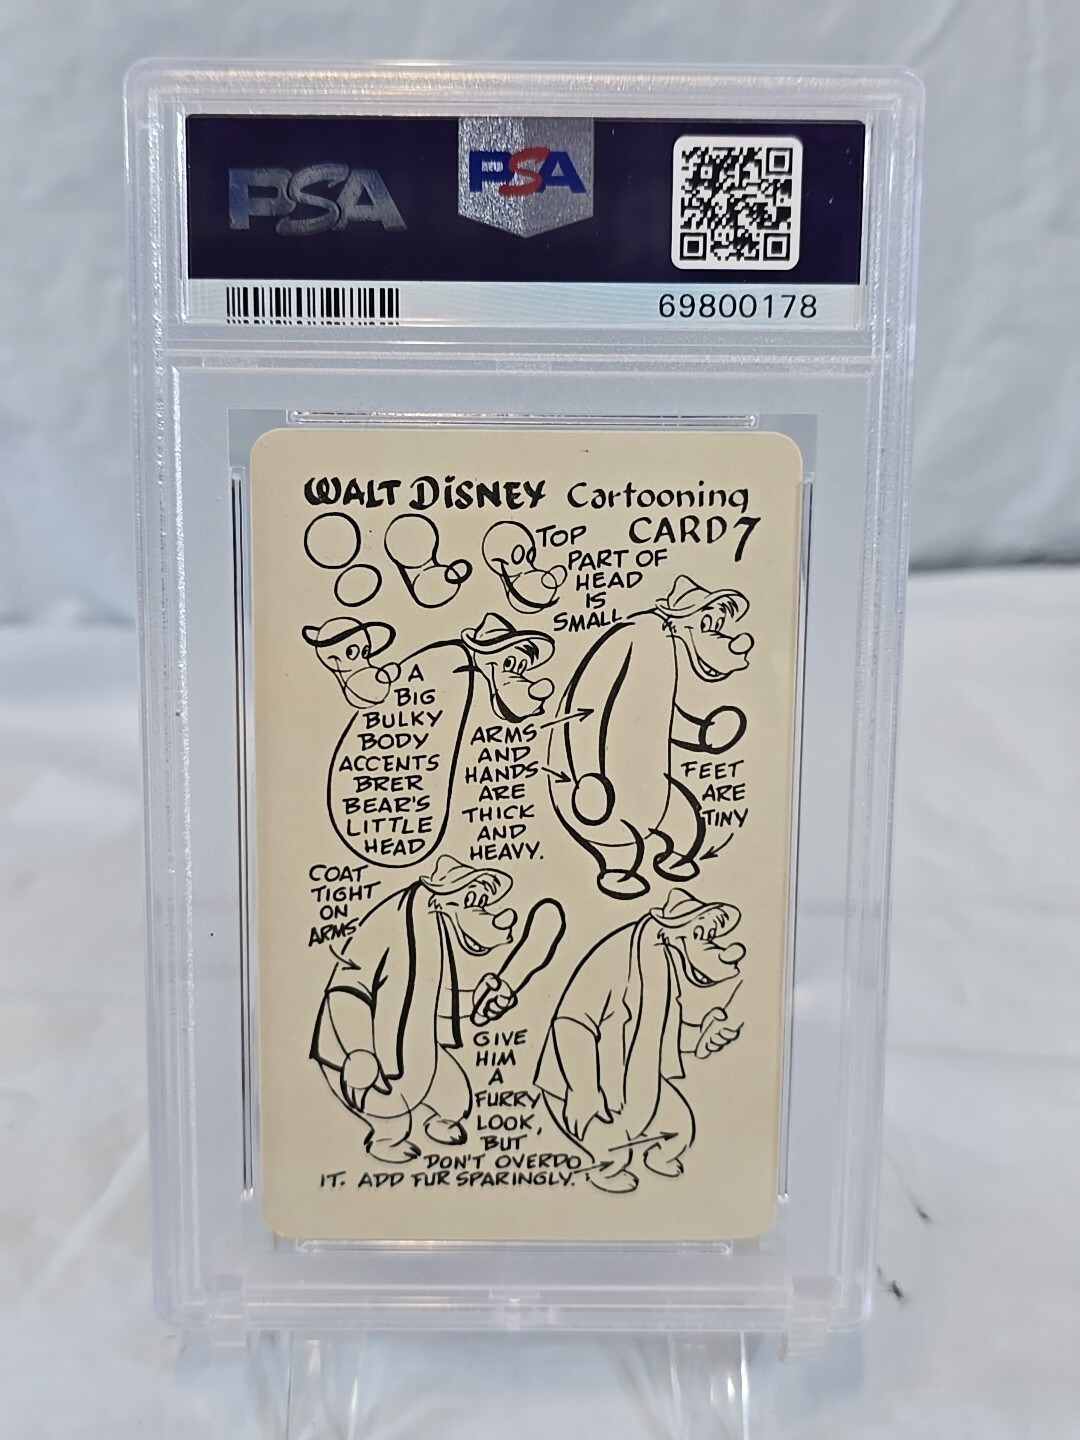 PSA
PSA
69800178
WALT DISNEY Cartooning
CARD 7
TOP
PART OF
HEAD
IS
SMALL
A
BIG
BULKY
BODY
ACCENTS
BRER
BEAR'S
LITTLE
HEAD
ARMS
AND
HANDS
ARE
THICK
AND
HEAVY.
FEET
ARE
TINY
COAT
TIGHT
ON
ARMS
GIVE
HIM
A
FURRY
LOOK,
BUT
DON'T OVERDO
IT. ADD FUR SPARINGLY.